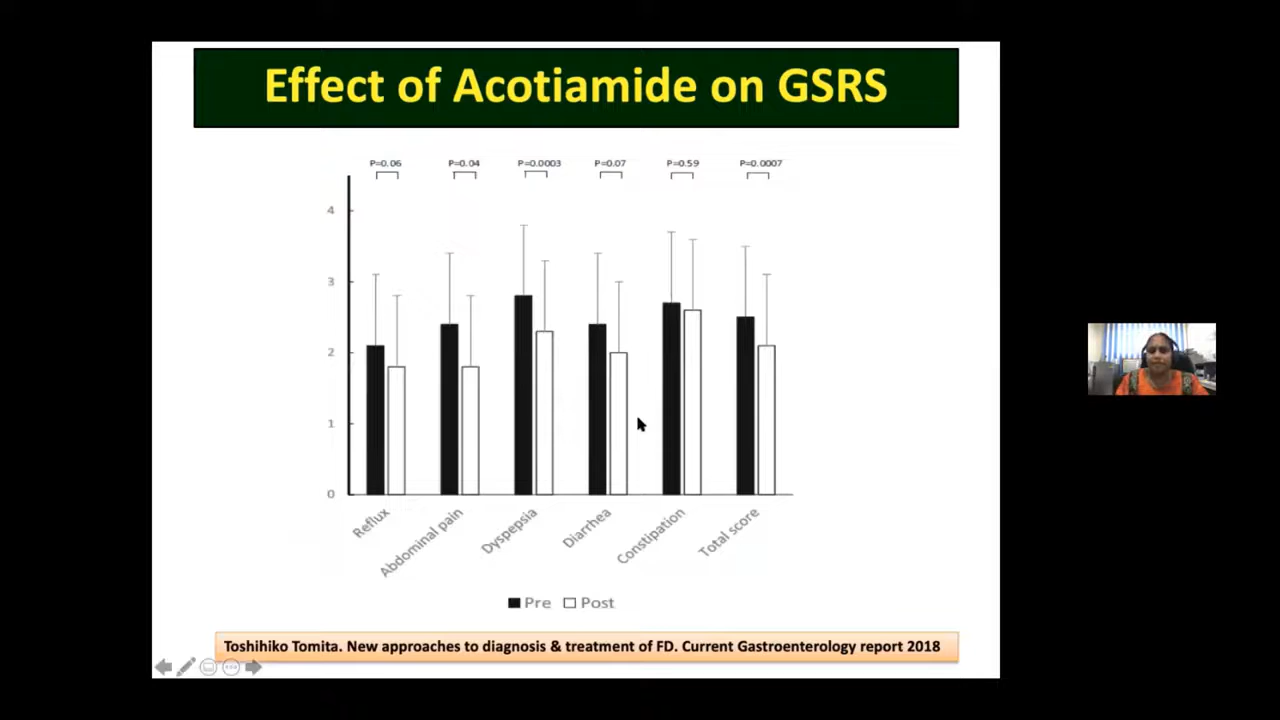 Effect of Acotiamide on GSRS
P=0.06 P=0.04 P=0.0003 P=0.07 P=0.59 P=0.0007
4
3
2
1
0
Reflux
Abdominal pain
Dyspepsia
Diarrhea
Constipation
Total score
Pre Post
Toshihiko Tomita. New approaches to diagnosis & treatment of FD. Current Gastroenterology report 2018